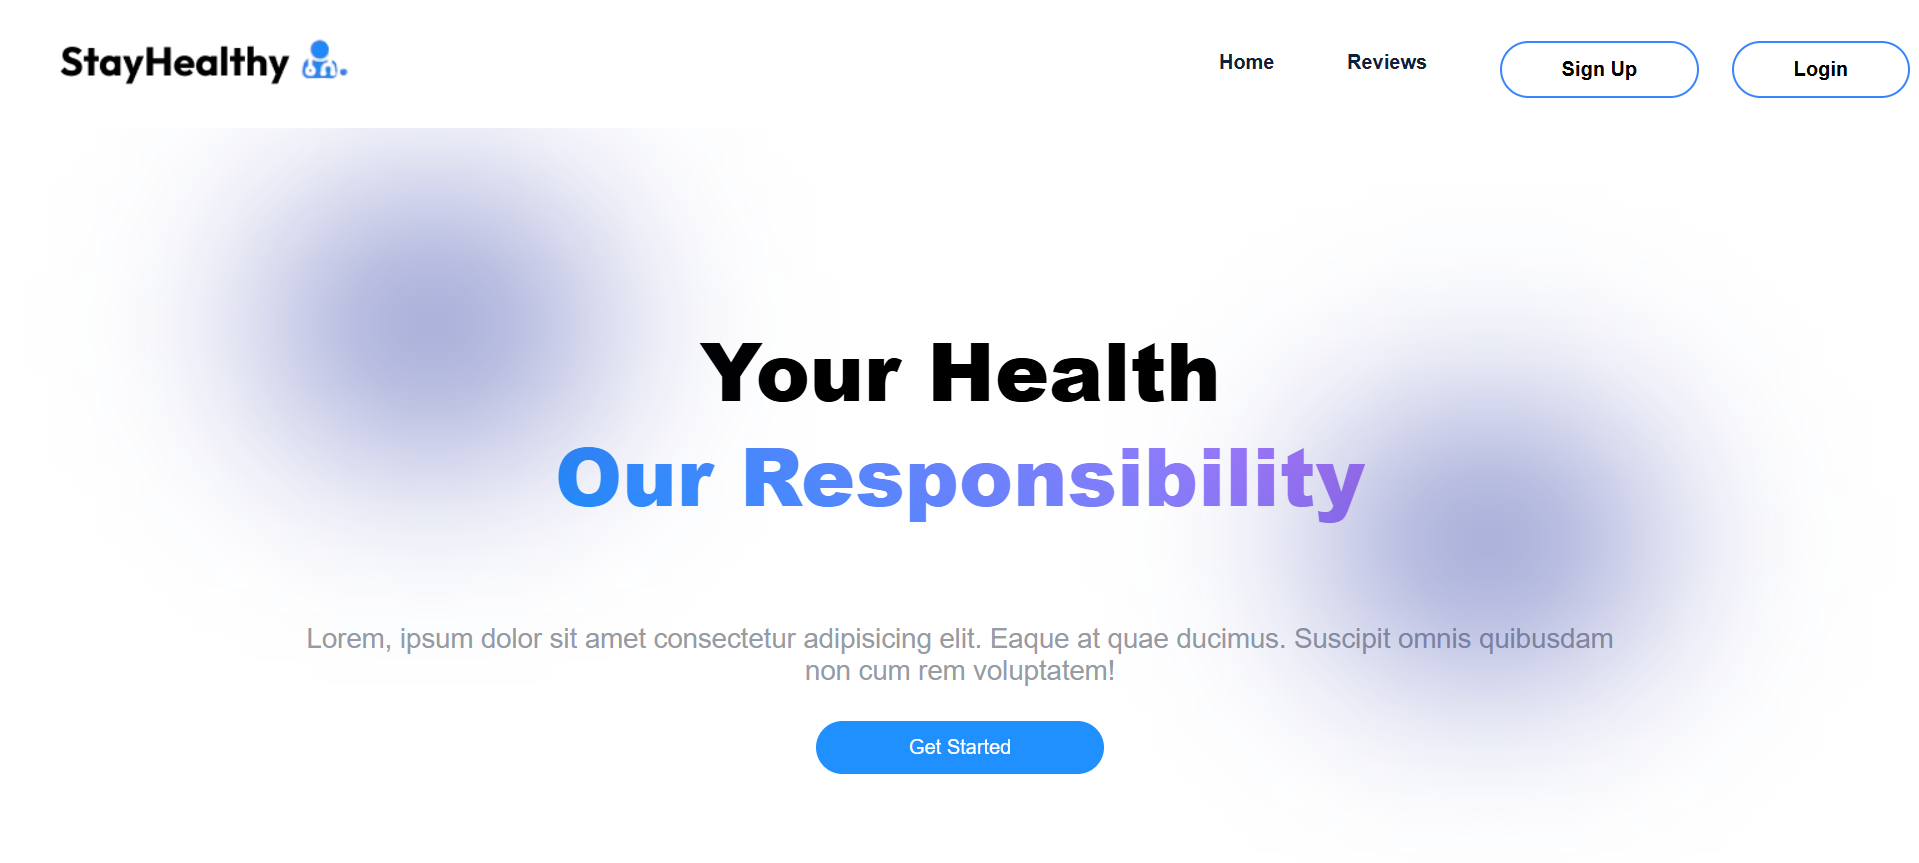 StayHealthy
Home
Reviews
Sign Up
Login
Your Health
Our Responsibility
Lorem, ipsum dolor sit amet consectetur adipisicing elit. Eaque at quae ducimus. Suscipit omnis quibusdam
non cum rem voluptatem!
Get Started